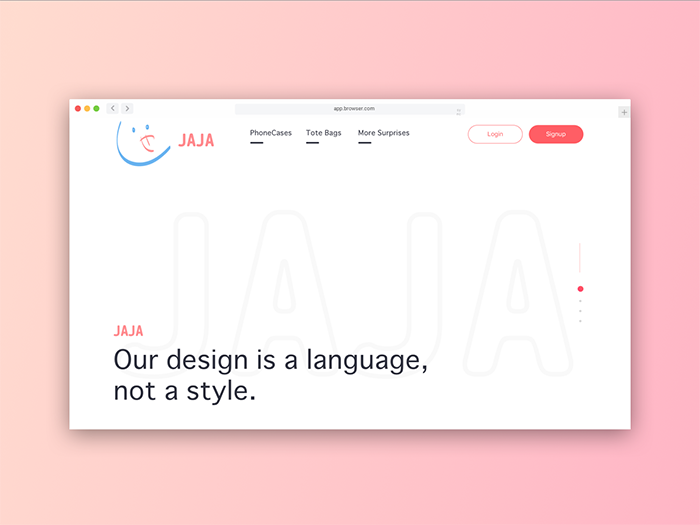 app.browser.com
JAJA
PhoneCases
Tote Bags
More Surprises
Login
Signup
JAJA
JAJA
Our design is a language,
not a style.